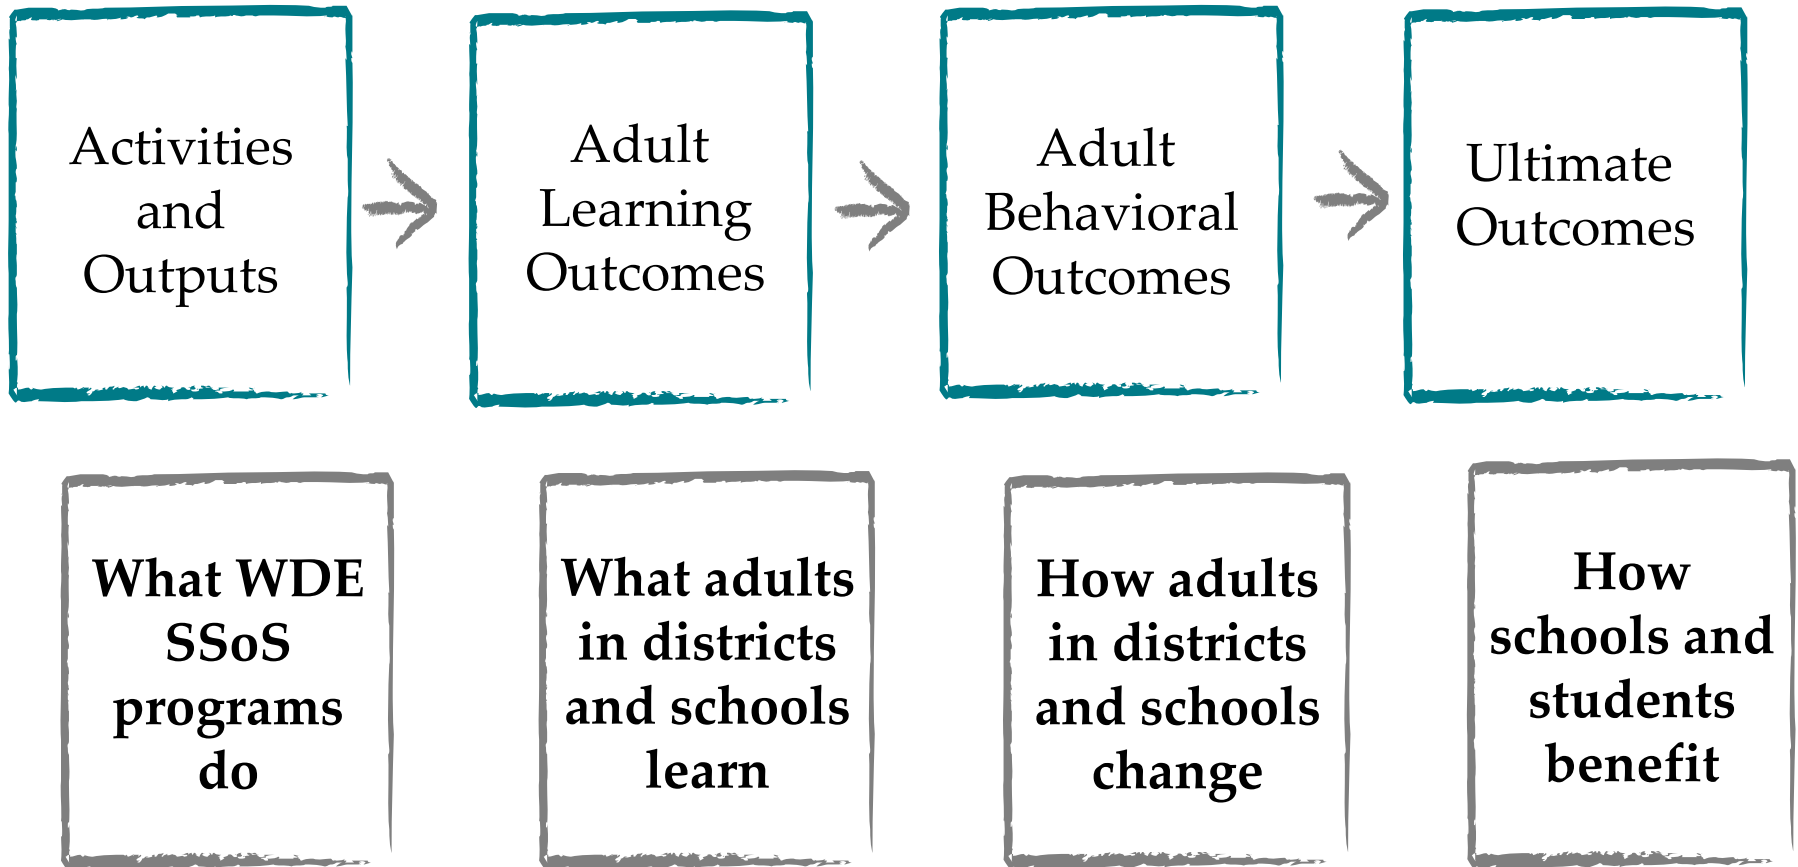 Activities
and
Outputs
Adult
Learning
Outcomes
Adult
Behavioral
Outcomes
Ultimate
Outcomes
What WDE
SSoS
programs
do
What adults
in districts
and schools
learn
How adults
in districts
and schools
change
How
schools and
students
benefit